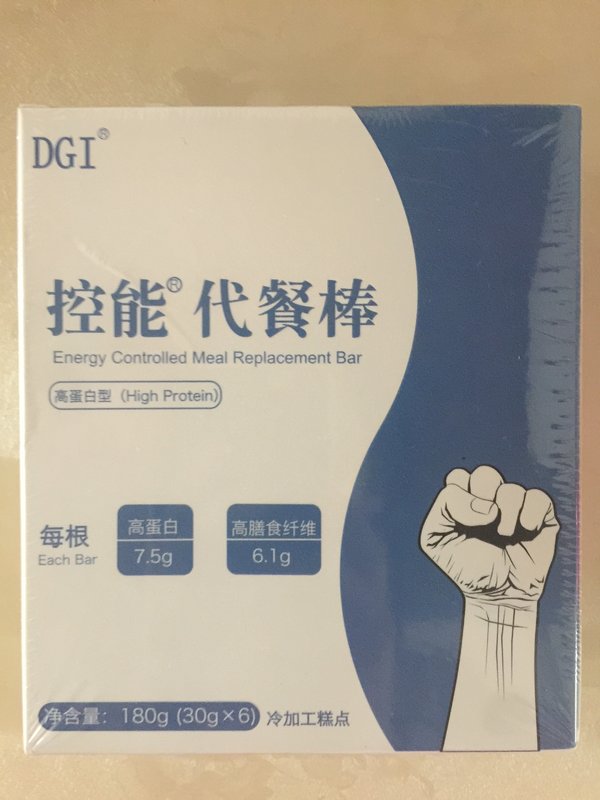 DGI®
控能® 代餐棒
Energy Controlled Meal Replacement Bar
高蛋白型 (High Protein)
每根
Each Bar
高蛋白
7.5g
高膳食纤维
6.1g
净含量: 180g (30g×6) 冷加工糕点